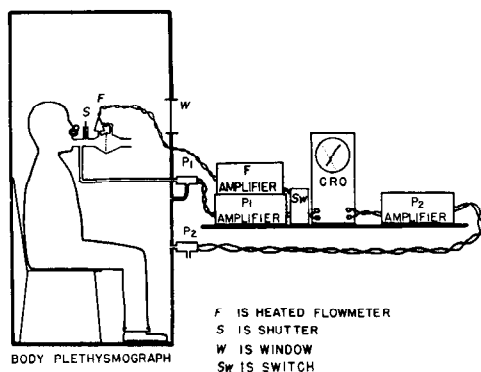 S
F
W
P1
P2
F
AMPLIFIER
P1
AMPLIFIER
Sw
CRO
P2
AMPLIFIER
F IS HEATED FLOWMETER
S IS SHUTTER
W IS WINDOW
Sw IS SWITCH
BODY PLETHYSMOGRAPH